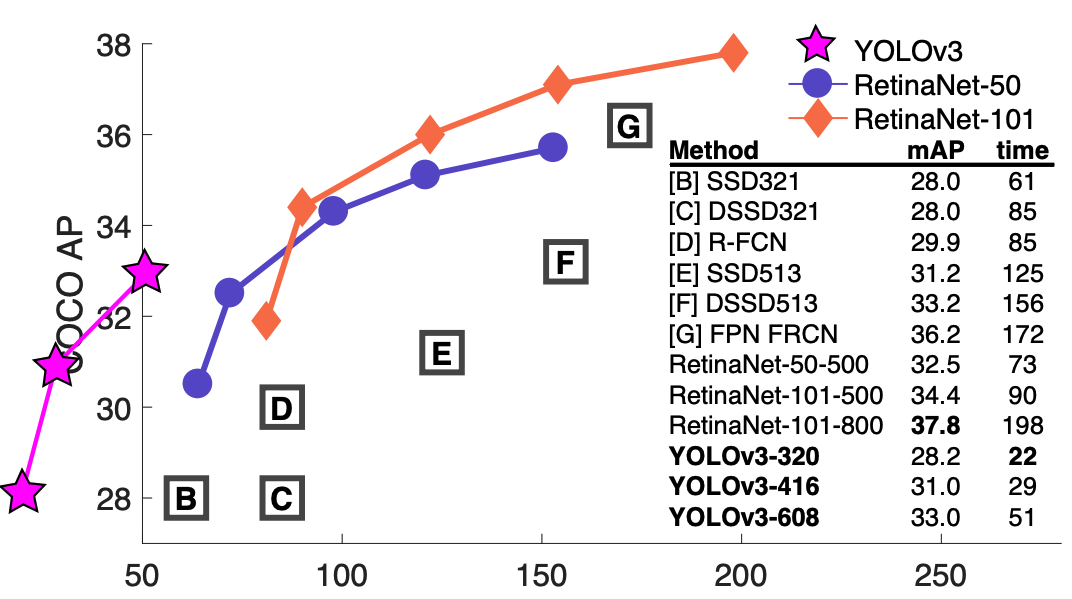 38
36
34
32
30
28
COCO AP
50 100 150 200 250
YOLOv3
RetinaNet-50
RetinaNet-101
G
F
E
D
B
C
Method mAP time
[B] SSD321 28.0 61
[C] DSSD321 28.0 85
[D] R-FCN 29.9 85
[E] SSD513 31.2 125
[F] DSSD513 33.2 156
[G] FPN FRCN 36.2 172
RetinaNet-50-500 32.5 73
RetinaNet-101-500 34.4 90
RetinaNet-101-800 37.8 198
YOLOv3-320 28.2 22
YOLOv3-416 31.0 29
YOLOv3-608 33.0 51